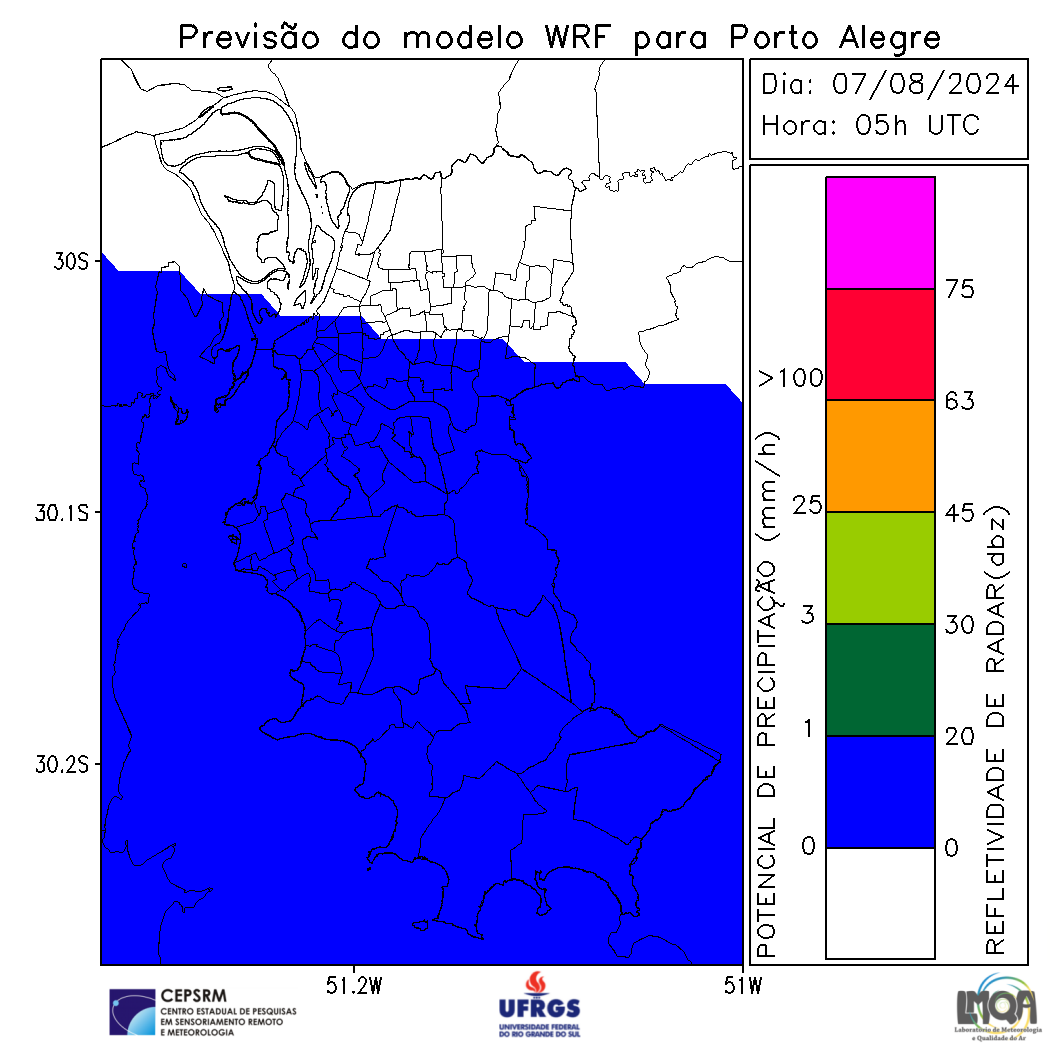 Previsão do modelo WRF para Porto Alegre
Dia: 07/08/2024
Hora: 05h UTC
30S
30.1S
30.2S
51.2W
51W
POTENCIAL DE PRECIPITAÇÃO (mm/h)
>100
25
3
1
0
75
63
45
30
20
0
REFLETIVIDADE DE RADAR(dbz)
CEPSRM
CENTRO ESTADUAL DE PESQUISAS
EM SENSORIAMENTO REMOTO
E METEOROLOGIA
UFRGS
UNIVERSIDADE FEDERAL
DO RIO GRANDE DO SUL
LMQA
Laboratório de Meteorologia
e Qualidade do Ar